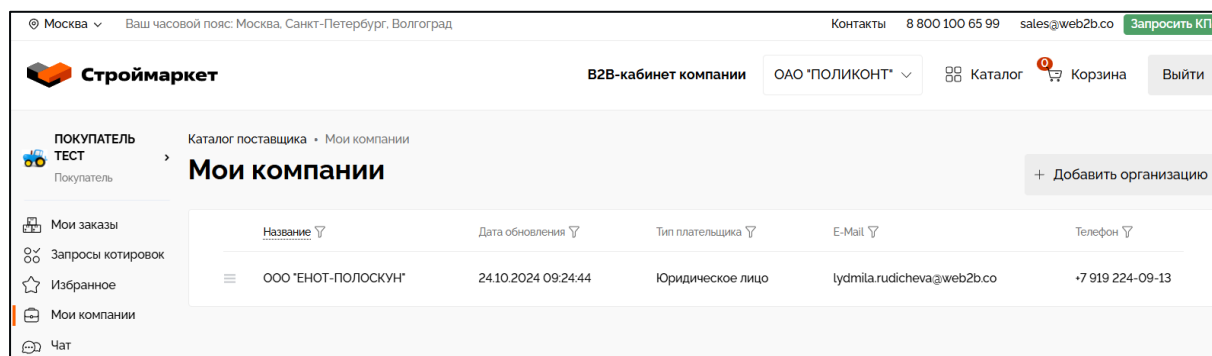 Москва Ваш часовой пояс: Москва, Санкт-Петербург, Волгоград Контакты 8 800 100 65 99 sales@web2b.co Запросить КП
Строймаркет B2B-кабинет компании ОАО "ПОЛИКОНТ" Каталог 0 Корзина Выйти
ПОКУПАТЕЛЬ ТЕСТ
Покупатель
Каталог поставщика • Мои компании
Мои компании
+ Добавить организацию
Мои заказы
Запросы котировок
Избранное
Мои компании
Чат
Название Дата обновления Тип плательщика E-Mail Телефон
ООО "ЕНОТ-ПОЛОСКУН" 24.10.2024 09:24:44 Юридическое лицо lydmila.rudicheva@web2b.co +7 919 224-09-13